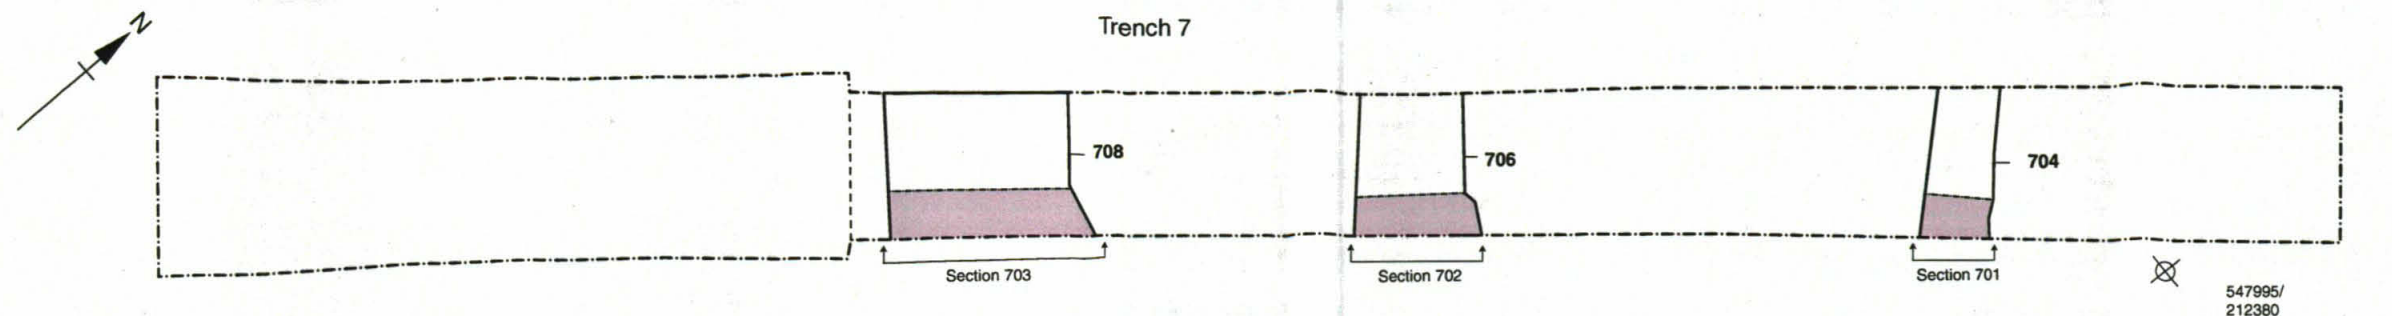 Trench 7
N
708
706
704
Section 703
Section 702
Section 701
547995/
212380